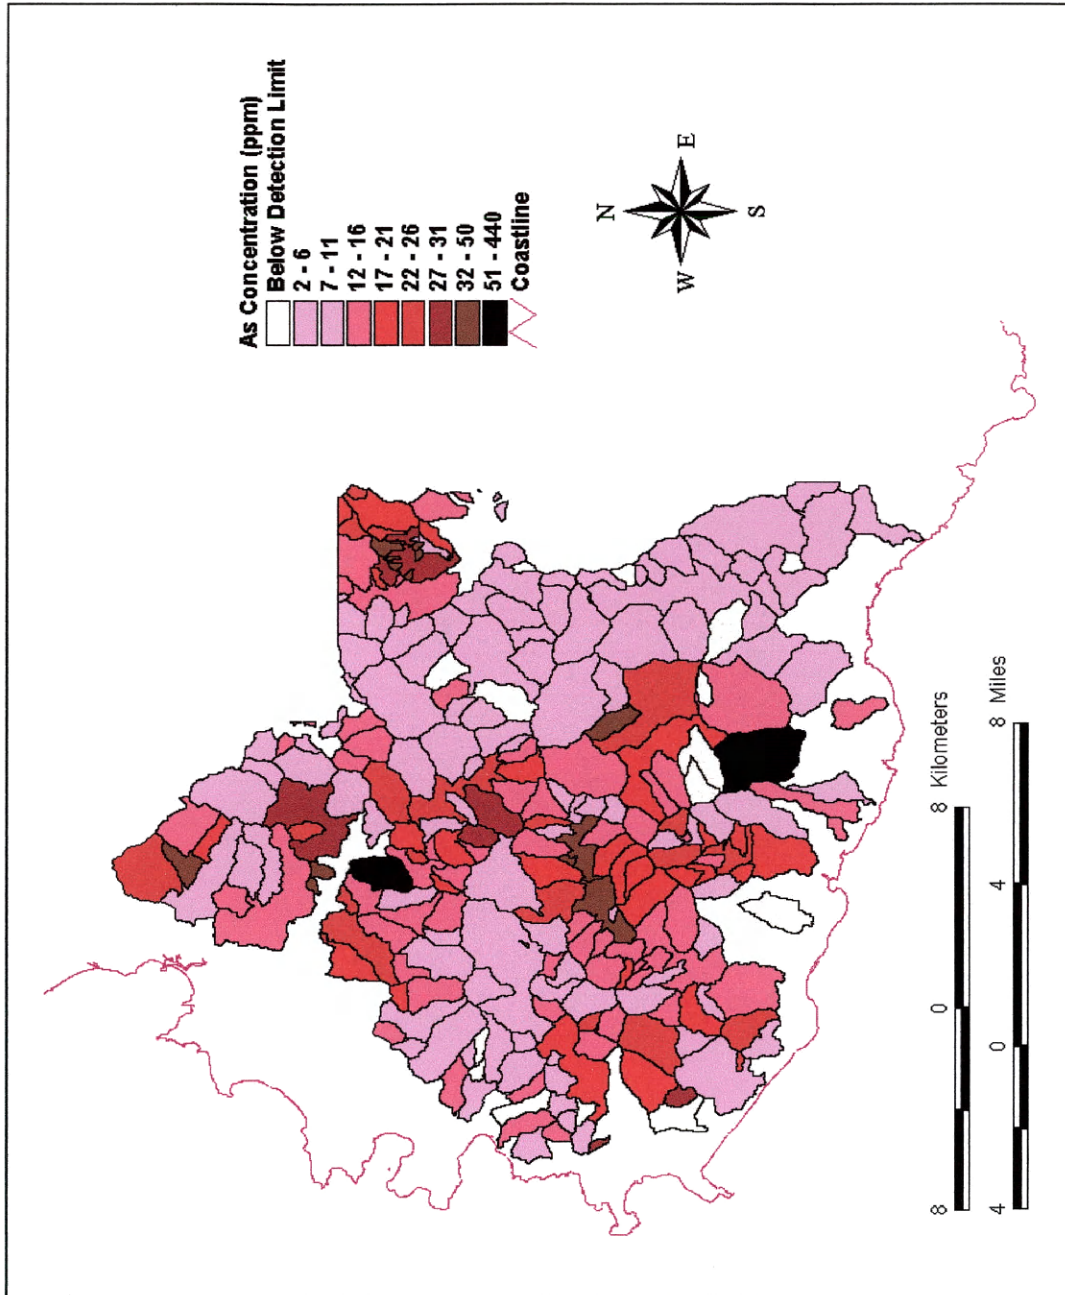 As Concentration (ppm)
Below Detection Limit
2 - 6
7 - 11
12 - 16
17 - 21
22 - 26
27 - 31
32 - 50
51 - 440
Coastline
N
W
E
S
8 0 8 Kilometers
4 0 4 8 Miles